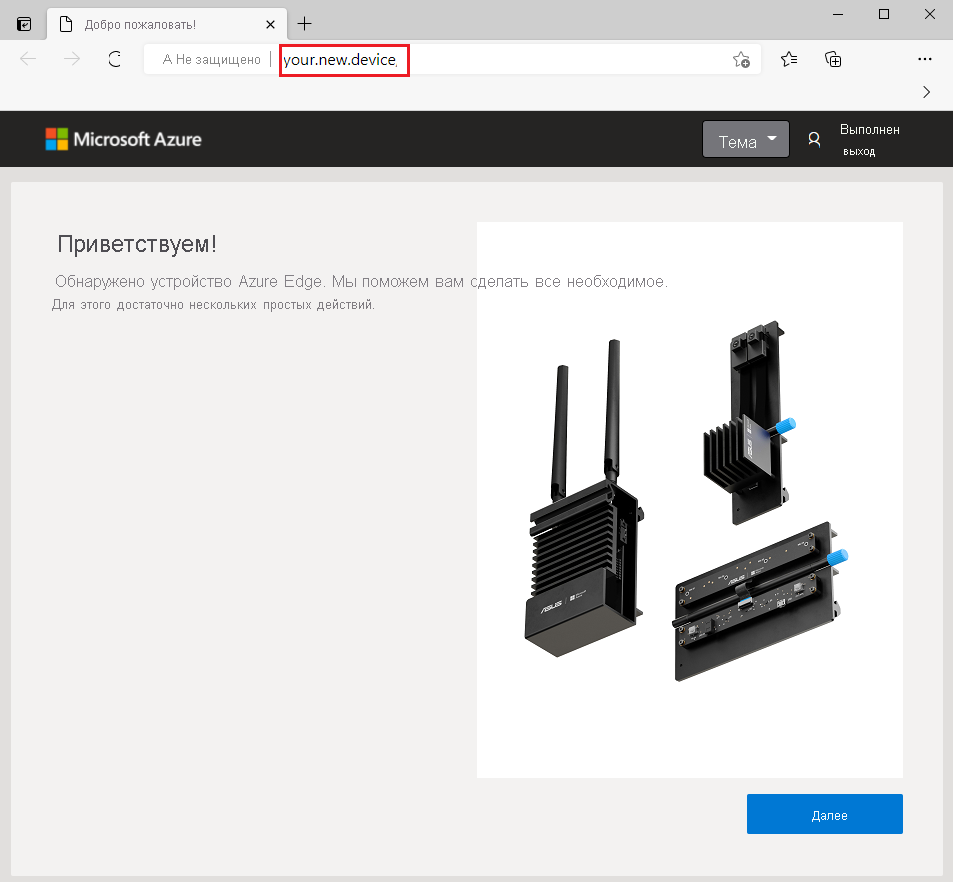 Добро пожаловать!
A Не защищено
your.new.device
Microsoft Azure
Тема
Выполнен
выход
Приветствуем!
Обнаружено устройство Azure Edge. Мы поможем вам сделать все необходимое.
Для этого достаточно нескольких простых действий.
ASUS
ASUS
ASUS
Далее